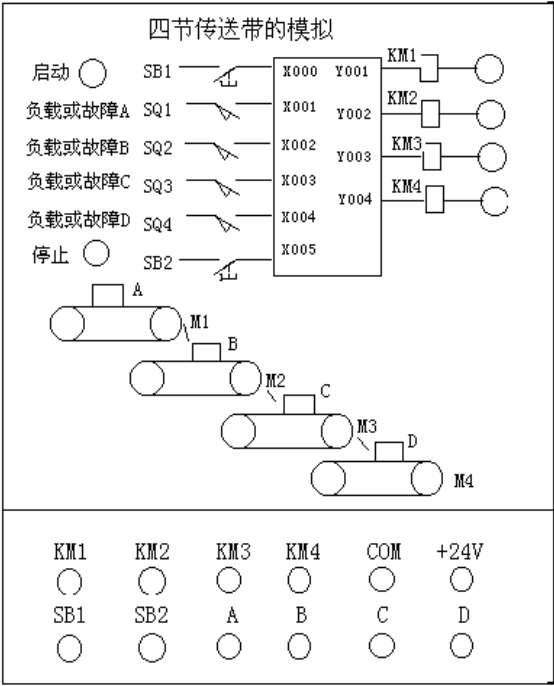 四节传送带的模拟
启动 SB1 X000 Y001 KM1
负载或故障A SQ1 X001 Y002 KM2
负载或故障B SQ2 X002 Y003 KM3
负载或故障C SQ3 X003 Y004 KM4
负载或故障D SQ4 X004
停止 SB2 X005
A
M1
B
M2
C
M3
D
M4
KM1 KM2 KM3 KM4 COM +24V
SB1 SB2 A B C D